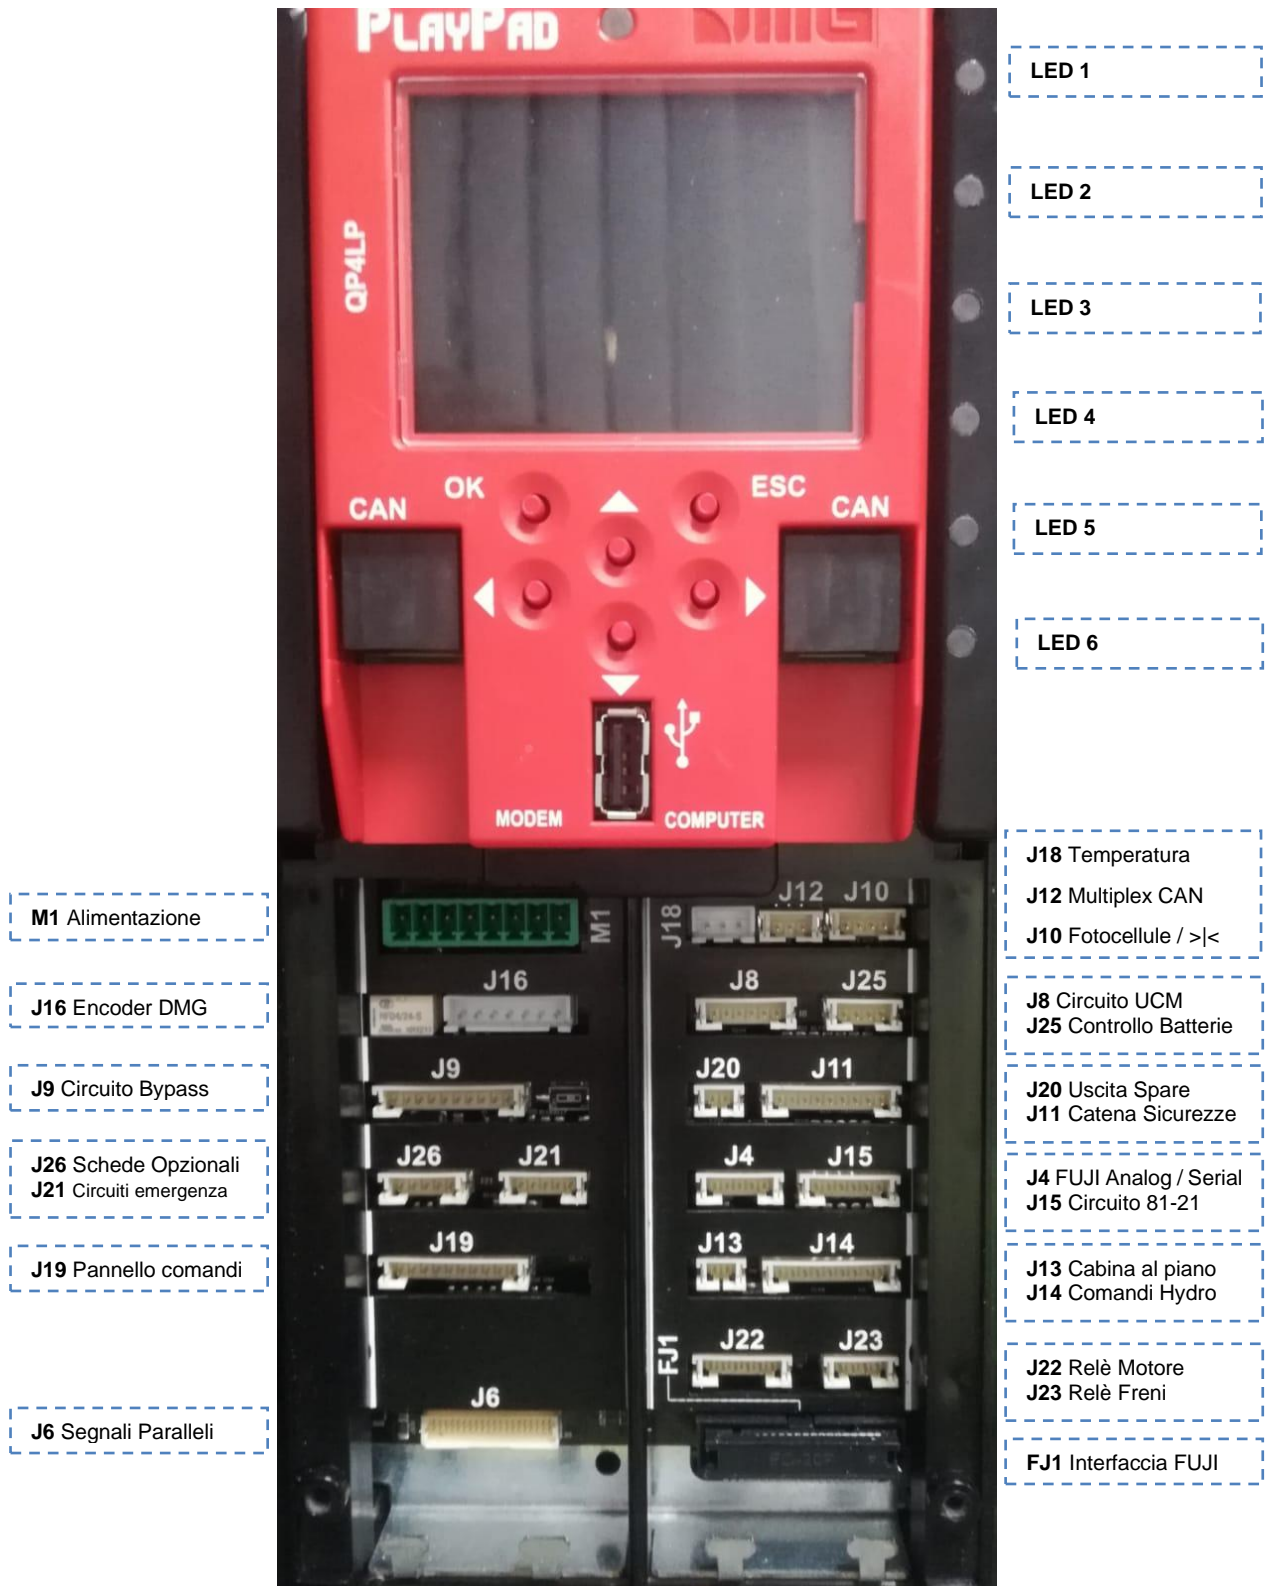 PLAYPAD DMG
LED 1
LED 2
QP4LP
LED 3
LED 4
OK
ESC
CAN
CAN
LED 5
LED 6
MODEM
COMPUTER
J18 Temperatura
J12 Multiplex CAN
J10 Fotocellule / >|<
M1 Alimentazione
M1
J18
J12 J10
J16 Encoder DMG
J16
J8
J25
J8 Circuito UCM
J25 Controllo Batterie
J9 Circuito Bypass
J9
J20
J11
J20 Uscita Spare
J11 Catena Sicurezze
J26 Schede Opzionali
J21 Circuiti emergenza
J26
J21
J4
J15
J4 FUJI Analog / Serial
J15 Circuito 81-21
J19 Pannello comandi
J19
J13
J14
J13 Cabina al piano
J14 Comandi Hydro
FJ1
J22
J23
J22 Relè Motore
J23 Relè Freni
J6 Segnali Paralleli
J6
FJ1 Interfaccia FUJI